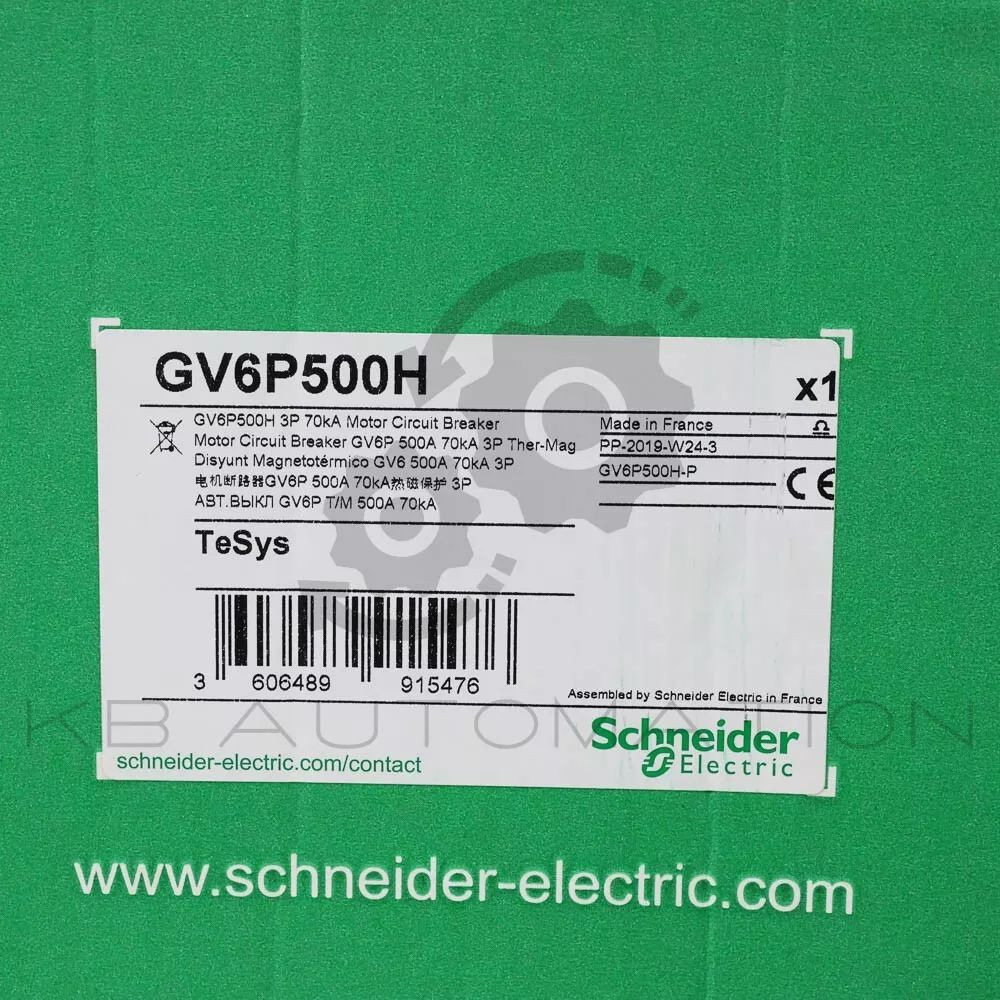 GV6P500H
x1
GV6P500H 3P 70kA Motor Circuit Breaker
Motor Circuit Breaker GV6P 500A 70kA 3P Ther-Mag
Disyunt Magnetotérmico GV6 500A 70kA 3P
电机断路器GV6P 500A 70kA热磁保护 3P
АВТ.ВЫКЛ GV6P T/M 500A 70kA
Made in France
PP-2019-W24-3
GV6P500H-P
CE
TeSys
3 606489 915476
Assembled by Schneider Electric in France
KB AUTOMATION
Schneider
Electric
schneider-electric.com/contact
www.schneider-electric.com